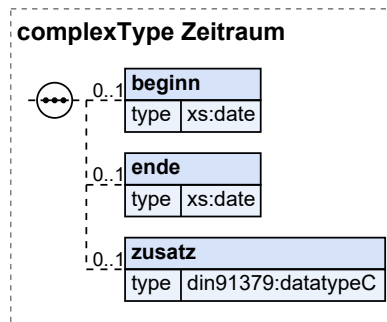 complexType Zeitraum
0..1 beginn
type xs:date
0..1 ende
type xs:date
0..1 zusatz
type din91379:datatypeC